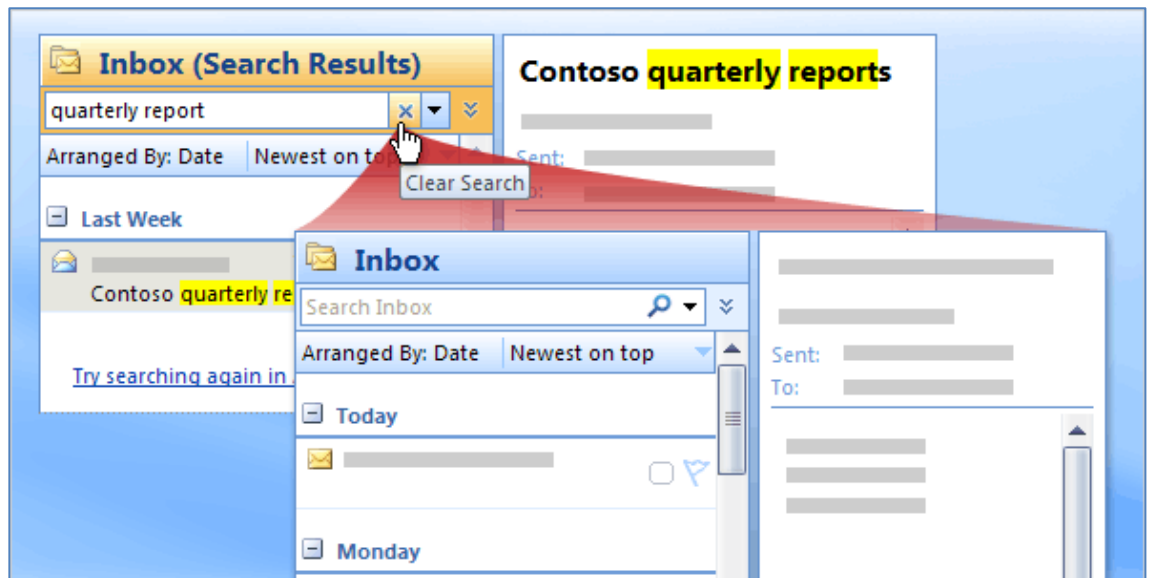 Inbox (Search Results)
quarterly report
Arranged By: Date Newest on top
Last Week
Contoso quarterly re
Try searching again in
Contoso quarterly reports
Sent:
To:
Clear Search
Inbox
Search Inbox
Arranged By: Date Newest on top
Today
Monday
Sent:
To: